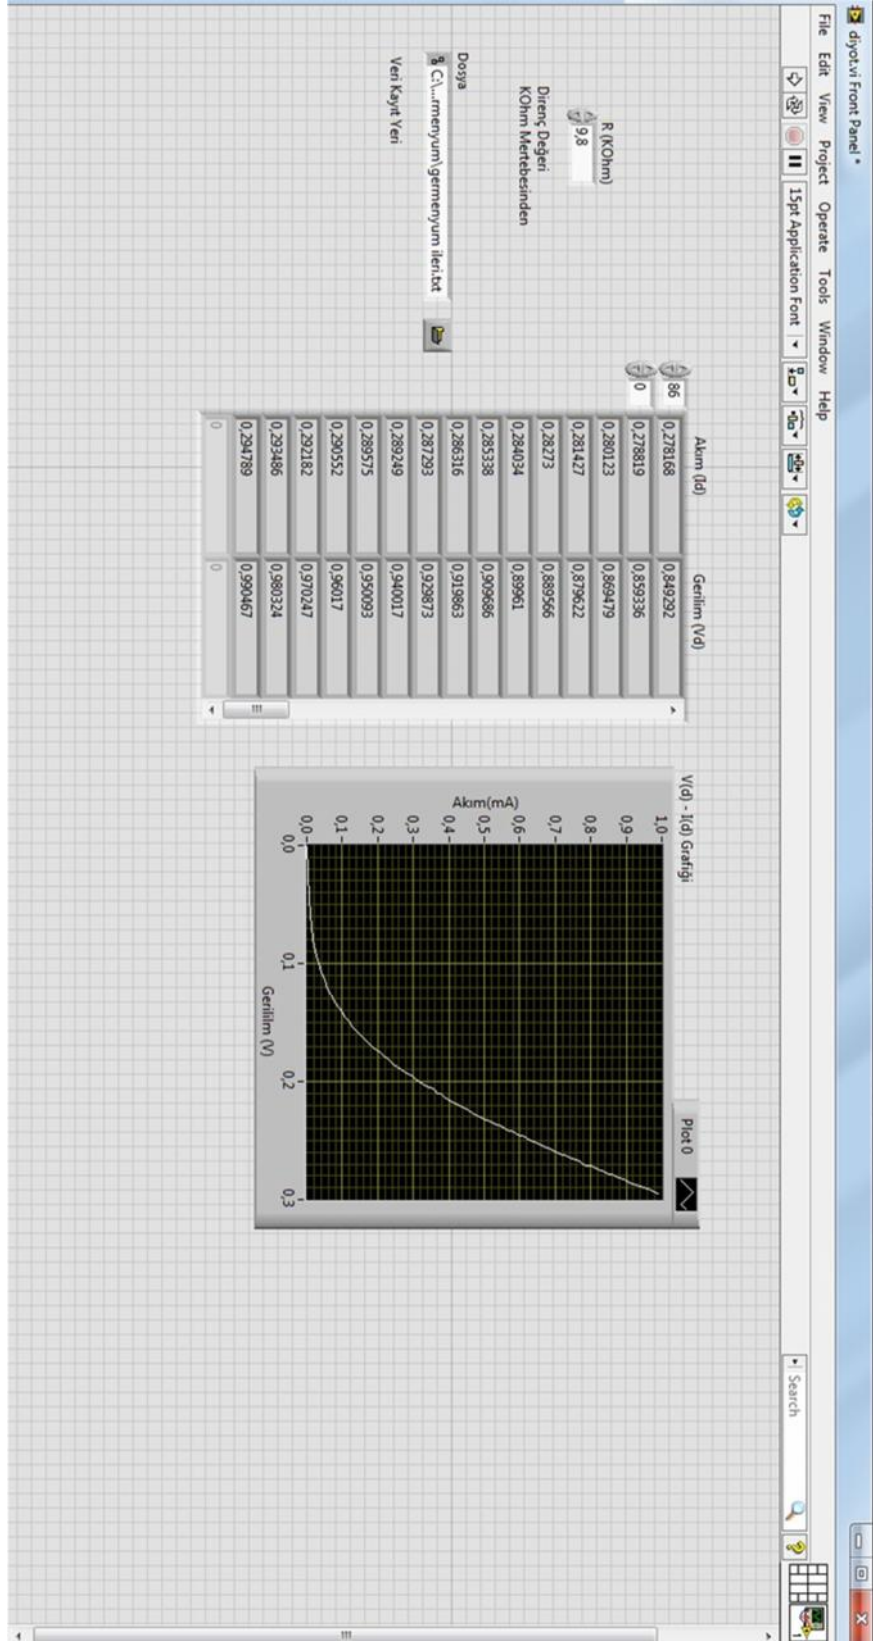 diyot.vi Front Panel *
File Edit View Project Operate Tools Window Help
15pt Application Font
Search
R (KOhm)
9,8
Direnç Değeri
KOhm Mertebesinden
Dosya
C:\...rmenyum\germenyum ileri.txt
Veri Kayıt Yeri
86
0
Akım (Id) Gerilim (Vd)
0,278168 0,849292
0,278819 0,859336
0,280123 0,869479
0,281427 0,879622
0,28273 0,889566
0,284034 0,89961
0,285338 0,909686
0,286316 0,919863
0,287293 0,929873
0,289249 0,940017
0,289575 0,950093
0,290552 0,96017
0,292182 0,970247
0,293486 0,980324
0,294789 0,990467
0 0
V(d) - I(d) Grafiği
Plot 0
Akım(mA)
1,0
0,9
0,8
0,7
0,6
0,5
0,4
0,3
0,2
0,1
0,0
0,0 0,1 0,2 0,3
Gerililm (V)
1